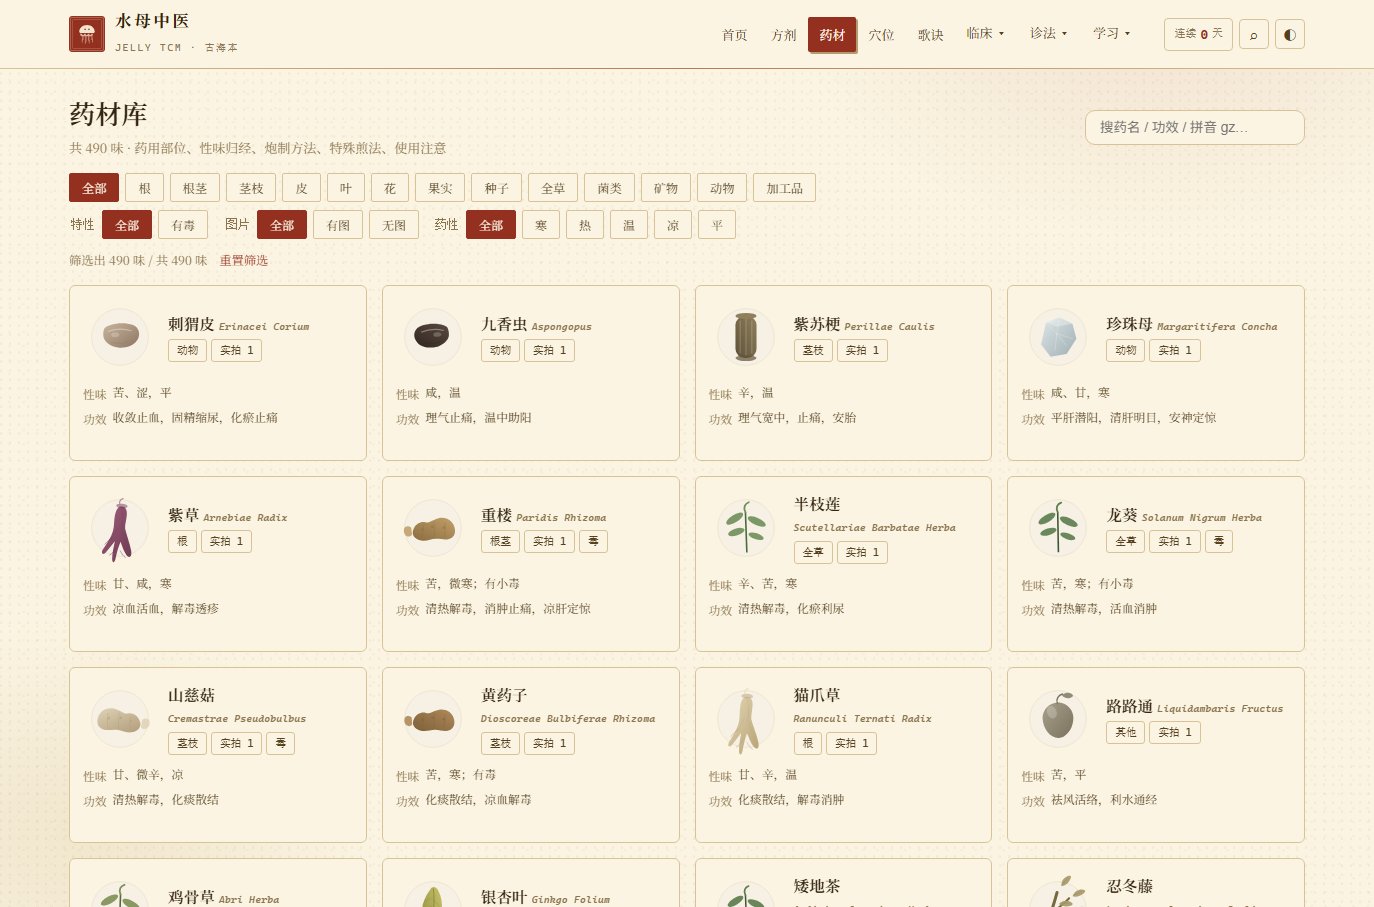 水母中医
JELLY TCM · 古海本
首页 方剂 药材 穴位 歌诀 临床 ▾ 诊法 ▾ 学习 ▾ 连续 0 天
药材库
搜药名 / 功效 / 拼音 gz...
共 490 味 · 药用部位、性味归经、炮制方法、特殊煎法、使用注意
全部 根 根茎 茎枝 皮 叶 花 果实 种子 全草 菌类 矿物 动物 加工品
特性 全部 有毒 图片 全部 有图 无图 药性 全部 寒 热 温 凉 平
筛选出 490 味 / 共 490 味 重置筛选
刺猬皮 Erinacei Corium
动物 实拍 1
性味 苦、涩，平
功效 收敛止血，固精缩尿，化瘀止痛
九香虫 Aspongopus
动物 实拍 1
性味 咸，温
功效 理气止痛，温中助阳
紫苏梗 Perillae Caulis
茎枝 实拍 1
性味 辛，温
功效 理气宽中，止痛，安胎
珍珠母 Margaritifera Concha
动物 实拍 1
性味 咸、甘，寒
功效 平肝潜阳，清肝明目，安神定惊
紫草 Arnebiae Radix
根 实拍 1
性味 甘、咸，寒
功效 凉血活血，解毒透疹
重楼 Paridis Rhizoma
根茎 实拍 1 毒
性味 苦，微寒；有小毒
功效 清热解毒，消肿止痛，凉肝定惊
半枝莲
Scutellariae Barbatae Herba
全草 实拍 1
性味 辛、苦，寒
功效 清热解毒，化瘀利尿
龙葵 Solanum Nigrum Herba
全草 实拍 1 毒
性味 苦，寒；有小毒
功效 清热解毒，活血消肿
山慈菇
Cremastrae Pseudobulbus
茎枝 实拍 1 毒
性味 甘、微辛，凉
功效 清热解毒，化痰散结
黄药子
Dioscoreae Bulbiferae Rhizoma
茎枝 实拍 1
性味 苦，寒；有毒
功效 化痰散结，凉血解毒
猫爪草
Ranunculi Ternati Radix
根 实拍 1
性味 甘、辛，温
功效 化痰散结，解毒消肿
路路通 Liquidambaris Fructus
其他 实拍 1
性味 苦，平
功效 祛风活络，利水通经
鸡骨草 Abri Herba
银杏叶 Ginkgo Folium
矮地茶
忍冬藤